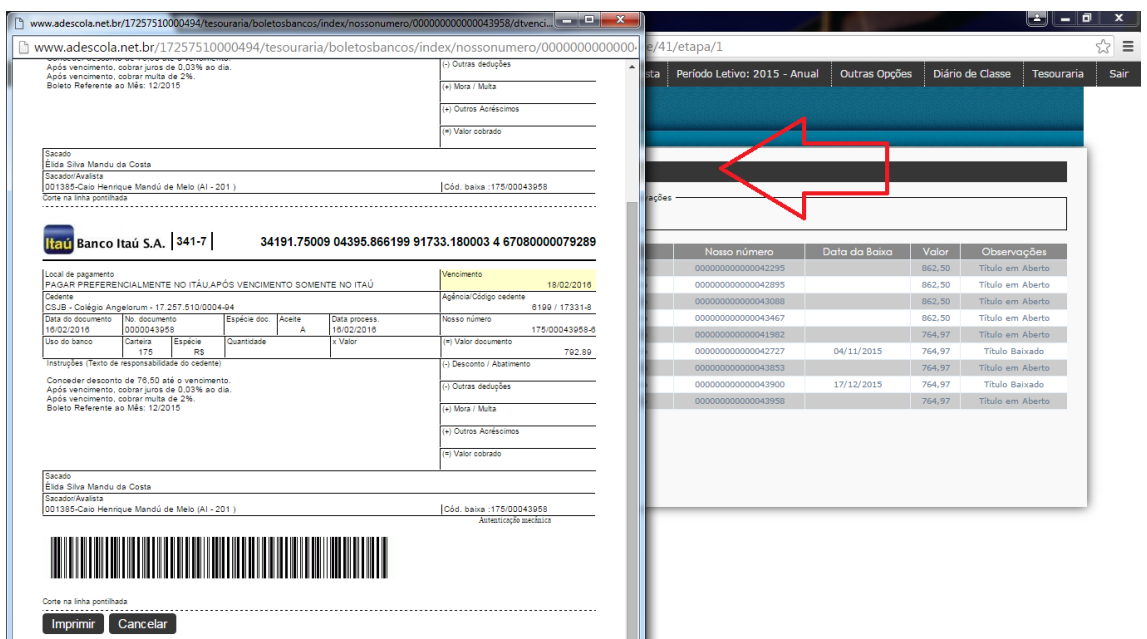 www.adescola.net.br/17257510000494/tesouraria/boletosbancos/index/nossonumero/000000000000043958/dtvenci...
www.adescola.net.br/17257510000494/tesouraria/boletosbancos/index/nossonumero/0000000000000
e/41/etapa/1
sta Período Letivo: 2015 - Anual Outras Opções Diário de Classe Tesouraria Sair
Conceder desconto de 76,50 até o vencimento.
Após vencimento, cobrar juros de 0,03% ao dia.
Após vencimento, cobrar multa de 2%.
Boleto Referente ao Mês: 12/2015
(-) Outras deduções
(+) Mora / Multa
(+) Outros Acréscimos
(=) Valor cobrado
Sacado
Élida Silva Mandu da Costa
Sacador/Avalista
001385-Caio Henrique Mandú de Melo (AI - 201 ) Cód. baixa :175/00043958
Corte na linha pontilhada
Itaú Banco Itaú S.A. 341-7 34191.75009 04395.866199 91733.180003 4 67080000079289
Local de pagamento Vencimento
PAGAR PREFERENCIALMENTE NO ITÁU,APÓS VENCIMENTO SOMENTE NO ITAÚ 18/02/2016
Cedente Agência/Código cedente
CSJB - Colégio Angelorum - 17.257.510/0004-94 6199 / 17331-8
Data do documento No. documento Espécie doc. Aceite Data process. Nosso número
16/02/2016 0000043958 A 16/02/2016 175/00043958-6
Uso do banco Carteira Espécie Quantidade x Valor (=) Valor documento
175 R$ 792.89
Instruções (Texto de responsabilidade do cedente) (-) Desconto / Abatimento
Conceder desconto de 76,50 até o vencimento.
Após vencimento, cobrar juros de 0,03% ao dia.
Após vencimento, cobrar multa de 2%.
Boleto Referente ao Mês: 12/2015
(-) Outras deduções
(+) Mora / Multa
(+) Outros Acréscimos
(=) Valor cobrado
Sacado
Élida Silva Mandu da Costa
Sacador/Avalista
001385-Caio Henrique Mandú de Melo (AI - 201 ) Cód. baixa :175/00043958
Autenticação mecânica
Corte na linha pontilhada
Imprimir Cancelar
vações
Nosso número Data da Baixa Valor Observações
000000000000042295 862,50 Título em Aberto
000000000000042895 862,50 Título em Aberto
000000000000043088 862,50 Título em Aberto
000000000000043467 862,50 Título em Aberto
000000000000041982 764,97 Título em Aberto
000000000000042727 04/11/2015 764,97 Título Baixado
000000000000043853 764,97 Título em Aberto
000000000000043900 17/12/2015 764,97 Título Baixado
000000000000043958 764,97 Título em Aberto